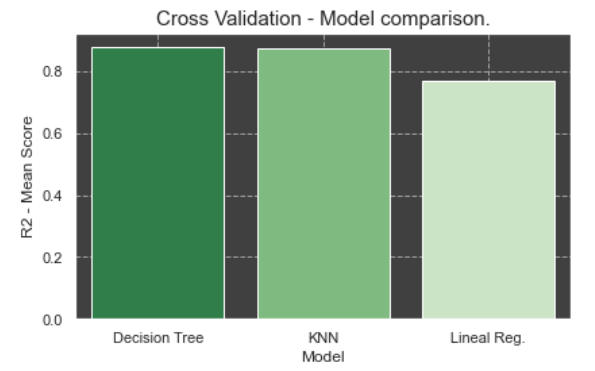 Cross Validation - Model comparison.
R2 - Mean Score
0.8
0.6
0.4
0.2
0.0
Decision Tree
KNN
Lineal Reg.
Model